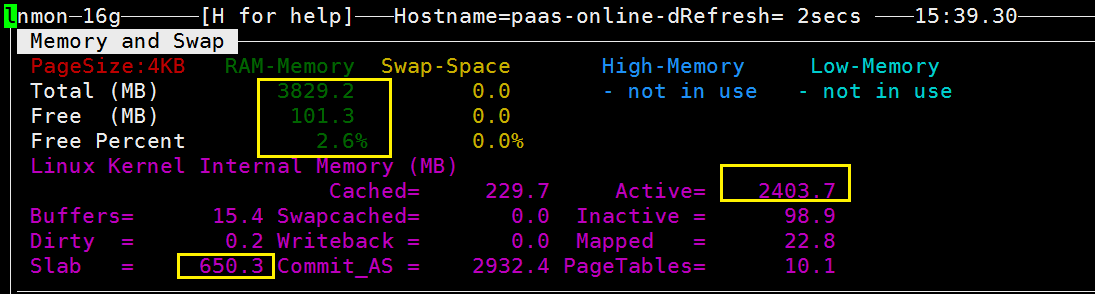 lnmon-16g [H for help] Hostname=paas-online-dRefresh= 2secs 15:39.30
Memory and Swap
PageSize:4KB RAM-Memory Swap-Space High-Memory Low-Memory
Total (MB) 3829.2 0.0 - not in use - not in use
Free (MB) 101.3 0.0
Free Percent 2.6% 0.0%
Linux Kernel Internal Memory (MB)
Cached= 229.7 Active= 2403.7
Buffers= 15.4 Swapcached= 0.0 Inactive = 98.9
Dirty = 0.2 Writeback = 0.0 Mapped = 22.8
Slab = 650.3 Commit_AS = 2932.4 PageTables= 10.1